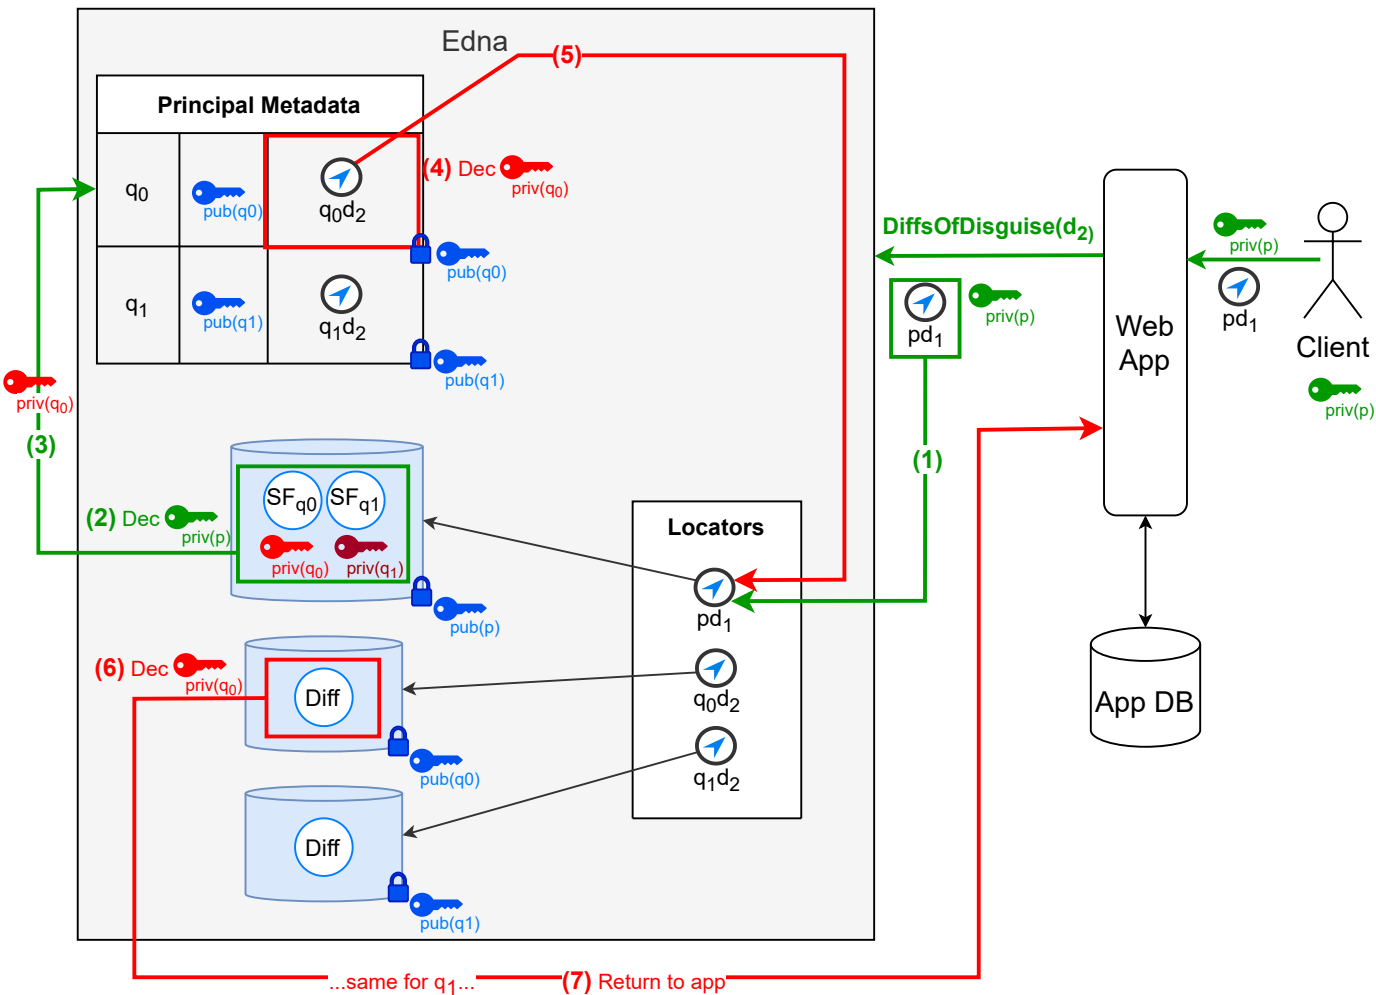 Edna
(5)
Principal Metadata
q0
pub(q0)
q0d2
(4) Dec
priv(q0)
pub(q0)
q1
pub(q1)
q1d2
pub(q1)
DiffsOfDisguise(d2)
pd1
priv(p)
Web
App
priv(p)
pd1
Client
priv(p)
priv(q0)
(3)
(1)
(2) Dec
priv(p)
SFq0
SFq1
priv(q0)
priv(q1)
pub(p)
Locators
pd1
q0d2
q1d2
(6) Dec
priv(q0)
Diff
pub(q0)
Diff
pub(q1)
App DB
...same for q1...
(7) Return to app